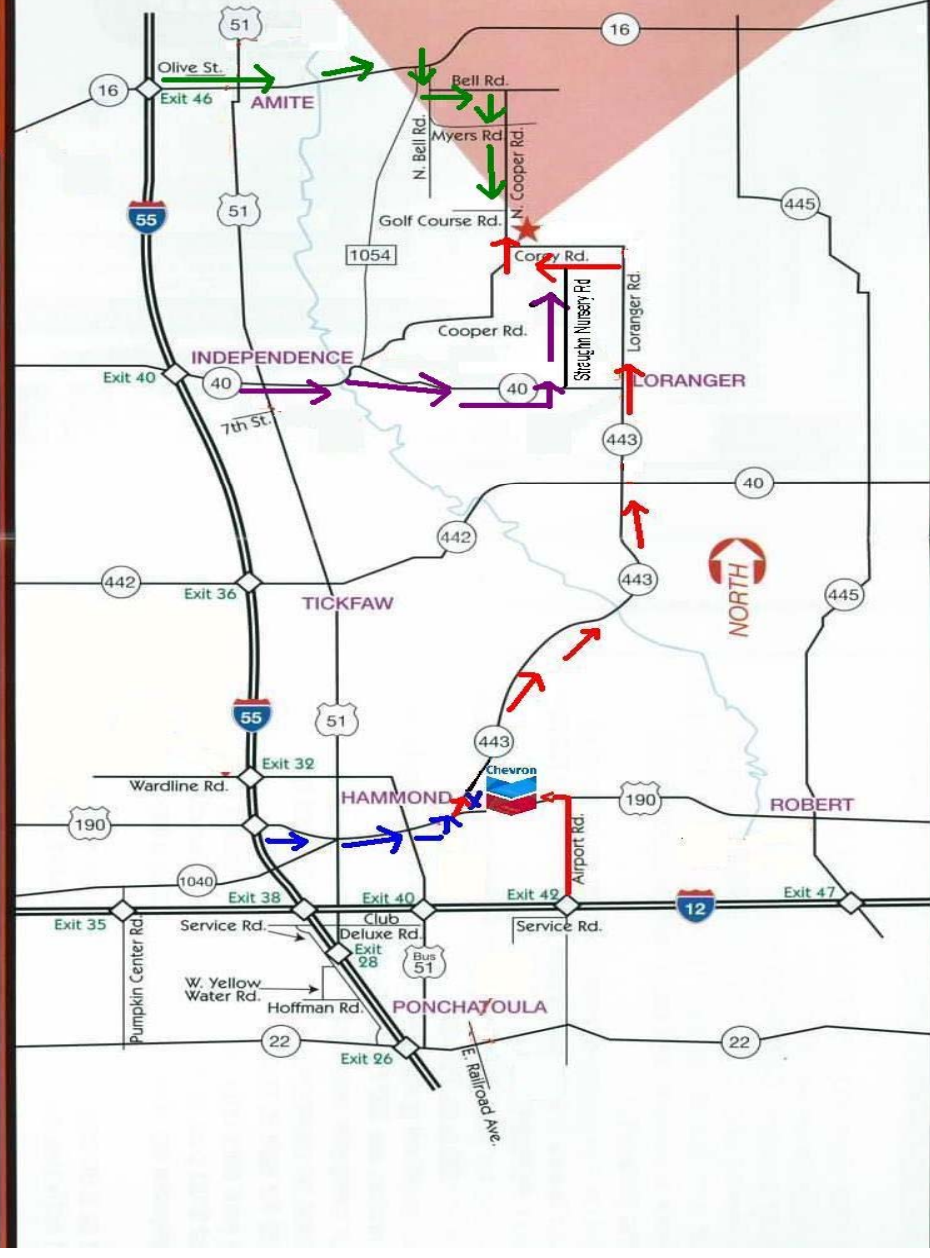 51
16
Olive St.
16
Exit 46
AMITE
Bell Rd.
Myers Rd.
N. Bell Rd.
N. Cooper Rd.
55
51
445
Golf Course Rd.
1054
Corey Rd.
Streughn Nursery Rd
Loranger Rd.
Cooper Rd.
INDEPENDENCE
Exit 40
40
40
LORANGER
7th St.
443
40
442
442
Exit 36
443
NORTH
445
TICKFAW
55
51
443
Exit 32
Wardline Rd.
Chevron
HAMMOND
190
190
ROBERT
Airport Rd.
1040
Exit 38
Exit 40
Exit 42
Exit 47
12
Exit 35
Pumpkin Center Rd.
Service Rd.
Club
Deluxe Rd.
Service Rd.
Exit
28
Bus
51
W. Yellow
Water Rd.
Hoffman Rd.
PONCHATOULA
22
Exit 26
22
E. Railroad Ave.